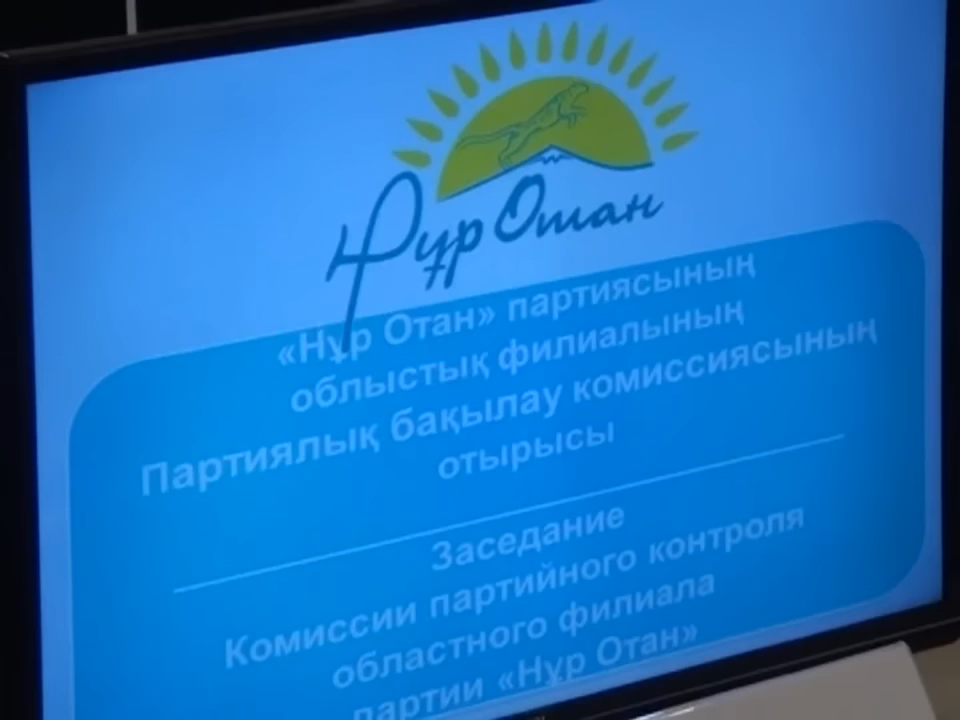 Нұр Отан
«Нұр Отан» партиясының
облыстық филиалының
Партиялық бақылау комиссиясының
отырысы
Заседание
Комиссии партийного контроля
областного филиала
партии «Нұр Отан»